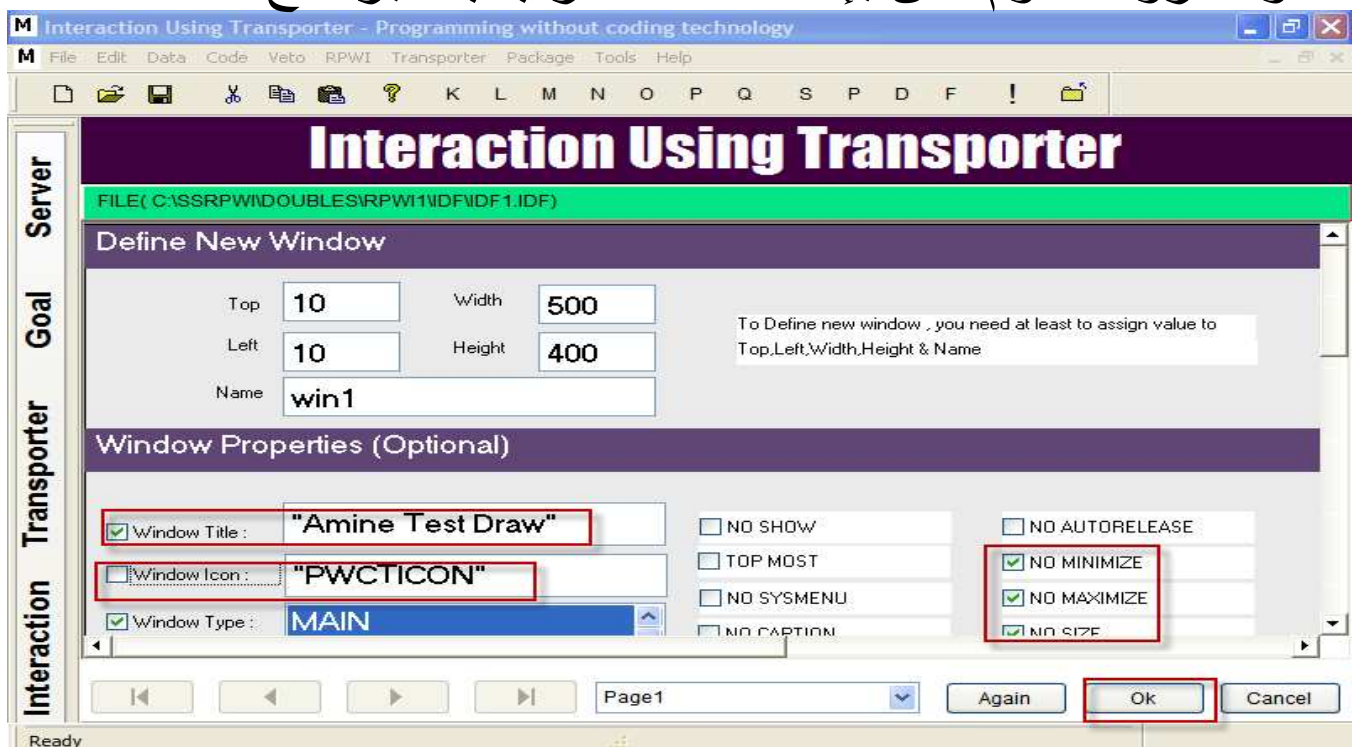 Interaction Using Transporter - Programming without coding technology
File Edit Data Code Veto RPWI Transporter Package Tools Help
K L M N O P Q S P D F !
Interaction Using Transporter
FILE( C:\SSRPWI\DOUBLES\RPWI1\IDF\IDF1.IDF)
Define New Window
Top 10 Width 500
Left 10 Height 400
Name win1
To Define new window , you need at least to assign value to
Top,Left,Width,Height & Name
Window Properties (Optional)
Window Title : "Amine Test Draw" NO SHOW NO AUTORELEASE
Window Icon : "PWCTICON" TOP MOST NO MINIMIZE
NO SYSMENU NO MAXIMIZE
Window Type : MAIN NO CAPTION NO SIZE
Server
Goal
Transporter
Interaction
Page1 Again Ok Cancel
Ready